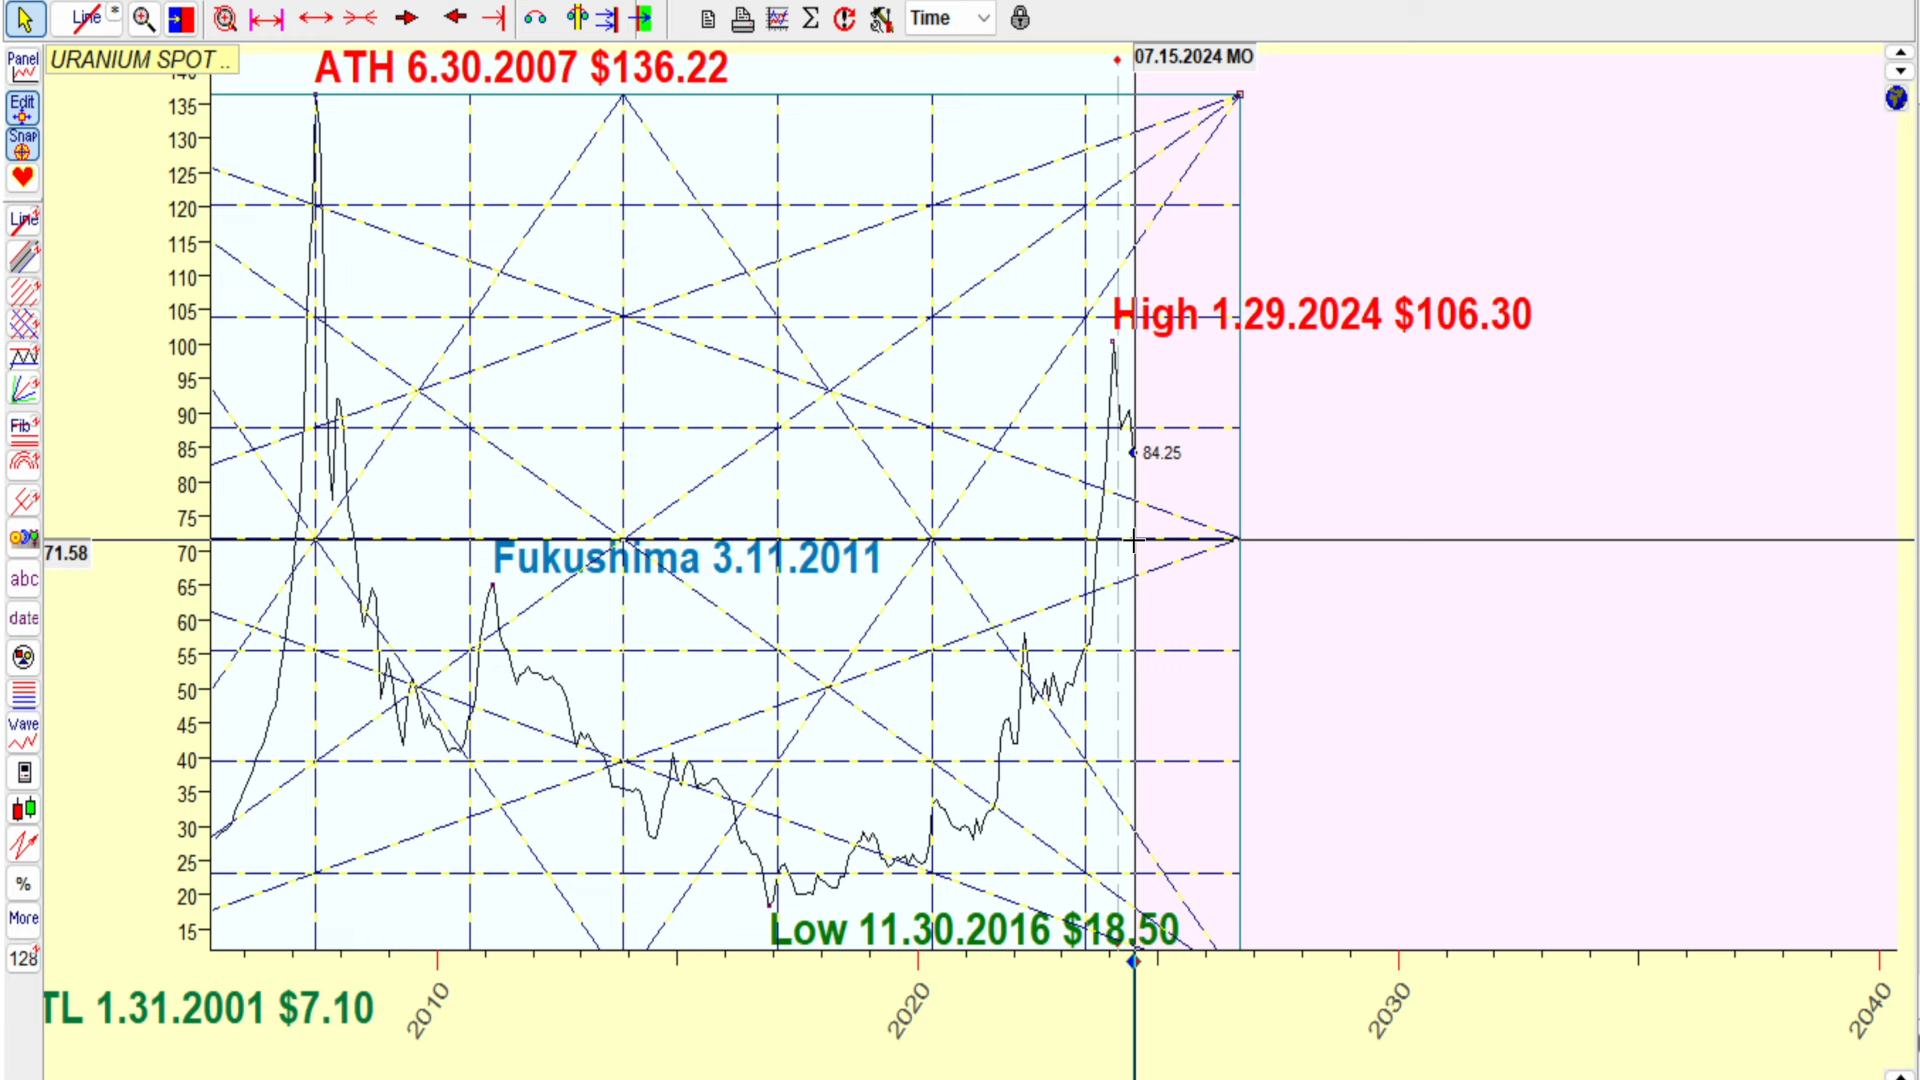 Line *
Time
Panel
URANIUM SPOT ..
ATH 6.30.2007 $136.22
07.15.2024 MO
140
Edit
135
Snap
130
125
120
Line
115
110
High 1.29.2024 $106.30
105
100
95
90
Fib
85
84.25
80
75
71.58
70
Fukushima 3.11.2011
abc
65
date
60
55
50
Wave
45
40
35
30
25
%
20
More
Low 11.30.2016 $18.50
15
128
TL 1.31.2001 $7.10
2010
2020
2030
2040